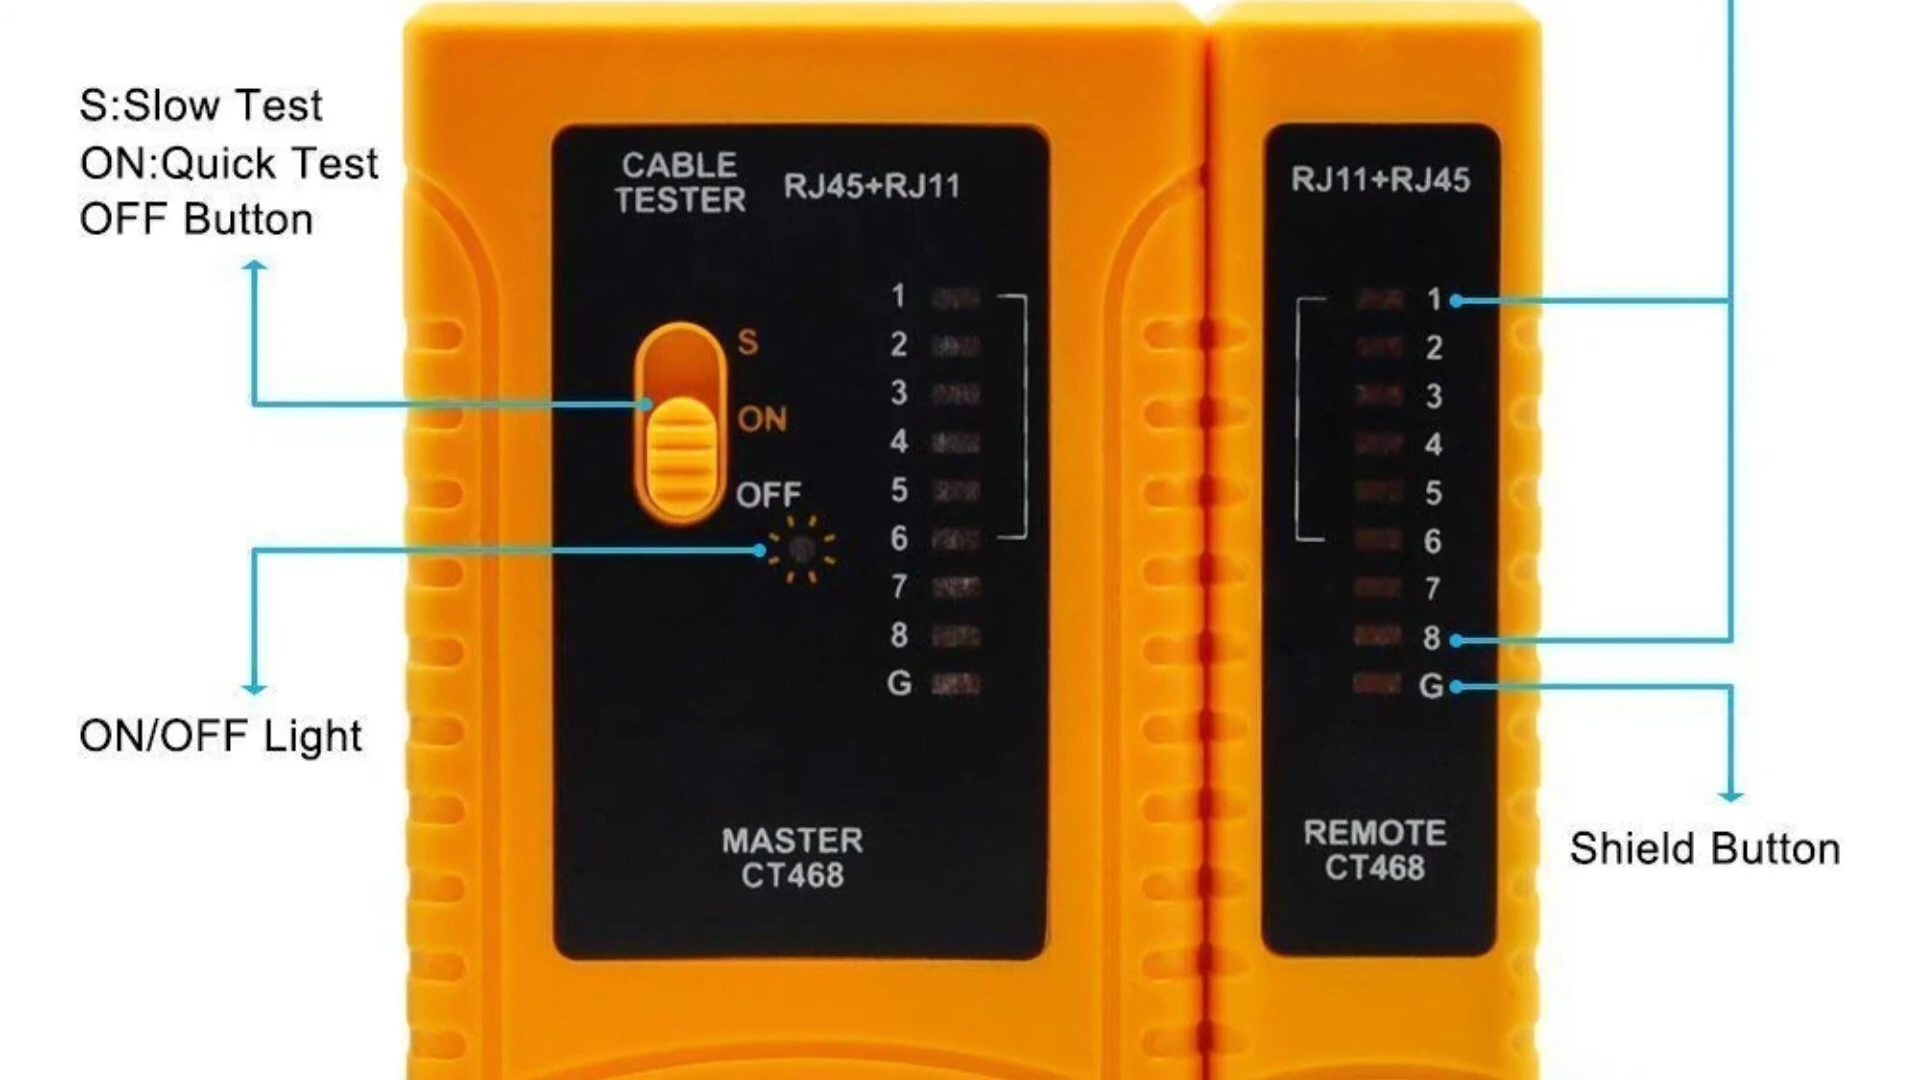 S:Slow Test
ON:Quick Test
OFF Button
ON/OFF Light
CABLE
TESTER
RJ45+RJ11
S
ON
OFF
1
2
3
4
5
6
7
8
G
MASTER
CT468
RJ11+RJ45
1
2
3
4
5
6
7
8
G
REMOTE
CT468
Shield Button